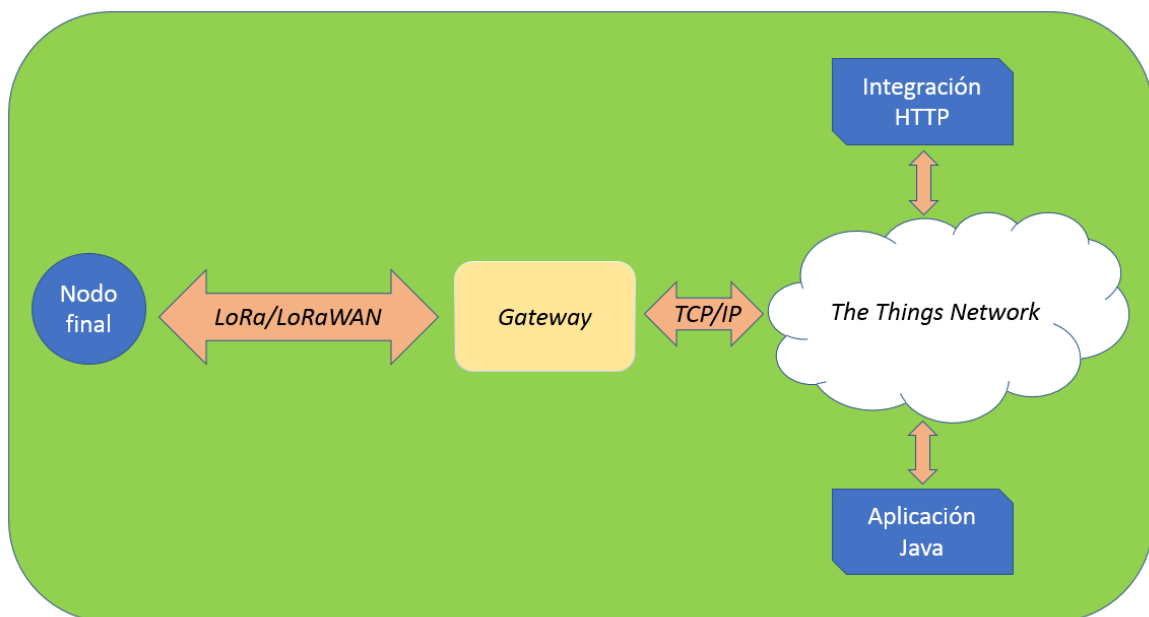 Integración
HTTP
Nodo
final
LoRa/LoRaWAN
Gateway
TCP/IP
The Things Network
Aplicación
Java